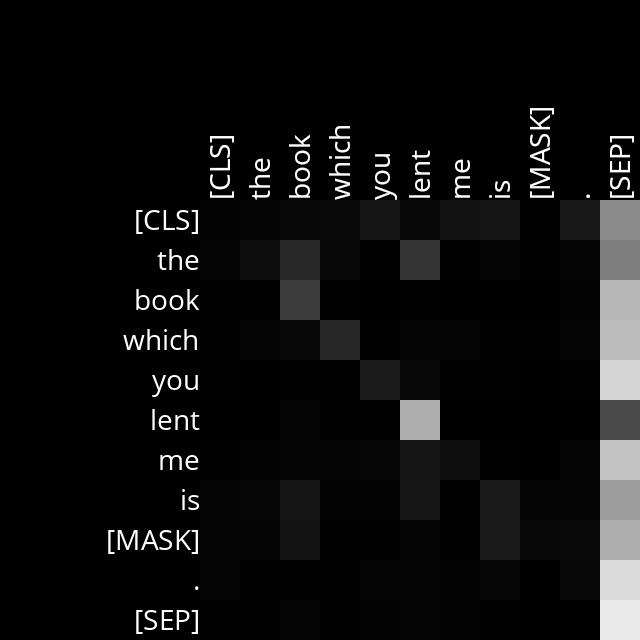 [CLS] the book which you lent me is [MASK] . [SEP]
[CLS]
the
book
which
you
lent
me
is
[MASK]
.
[SEP]